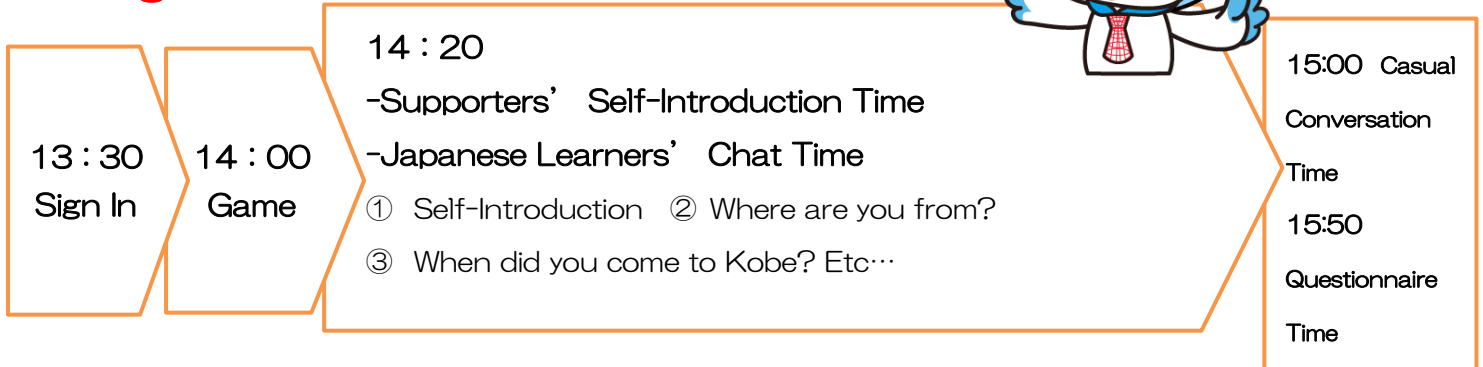 13：30
Sign In
14：00
Game
14：20
-Supporters’ Self-Introduction Time
-Japanese Learners’ Chat Time
① Self-Introduction ② Where are you from?
③ When did you come to Kobe? Etc…
15:00 Casual
Conversation
Time
15:50
Questionnaire
Time